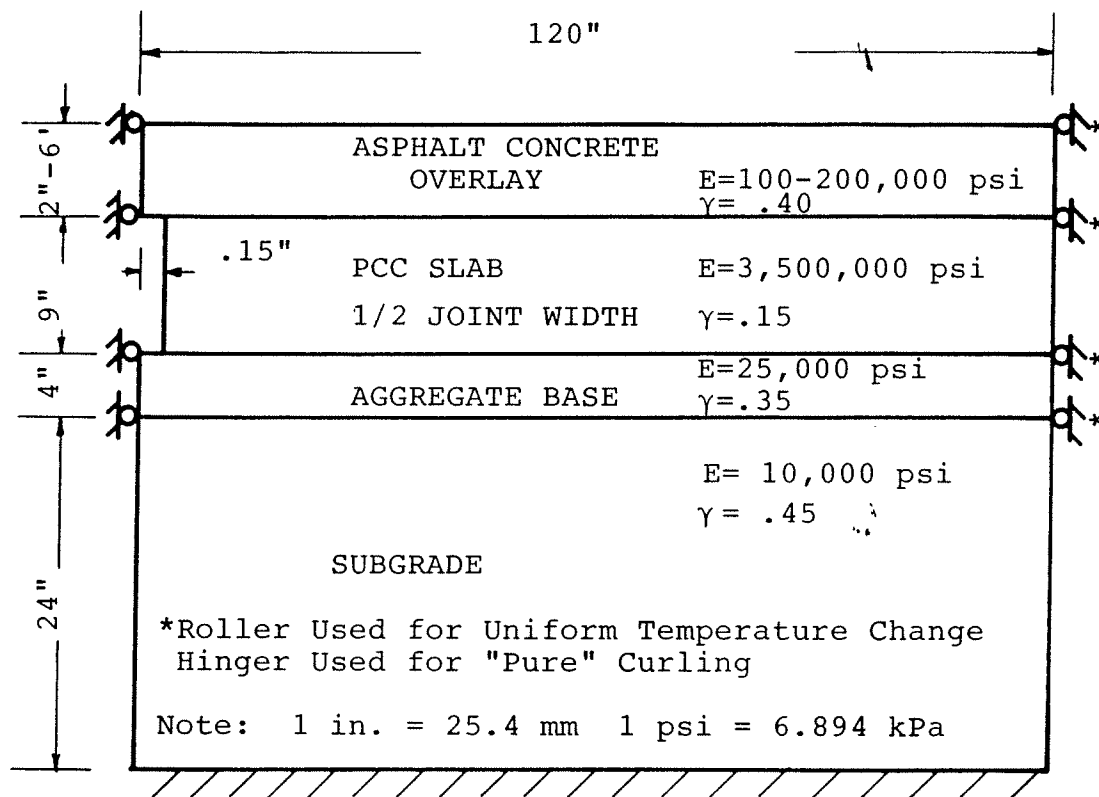 120"
ASPHALT CONCRETE
OVERLAY
E=100-200,000 psi
γ= .40
2"-6'
*
*
.15"
PCC SLAB
E=3,500,000 psi
1/2 JOINT WIDTH
γ=.15
9"
*
E=25,000 psi
AGGREGATE BASE
γ=.35
4"
*
E= 10,000 psi
γ= .45
SUBGRADE
24"
*Roller Used for Uniform Temperature Change
Hinger Used for "Pure" Curling
Note: 1 in. = 25.4 mm 1 psi = 6.894 kPa